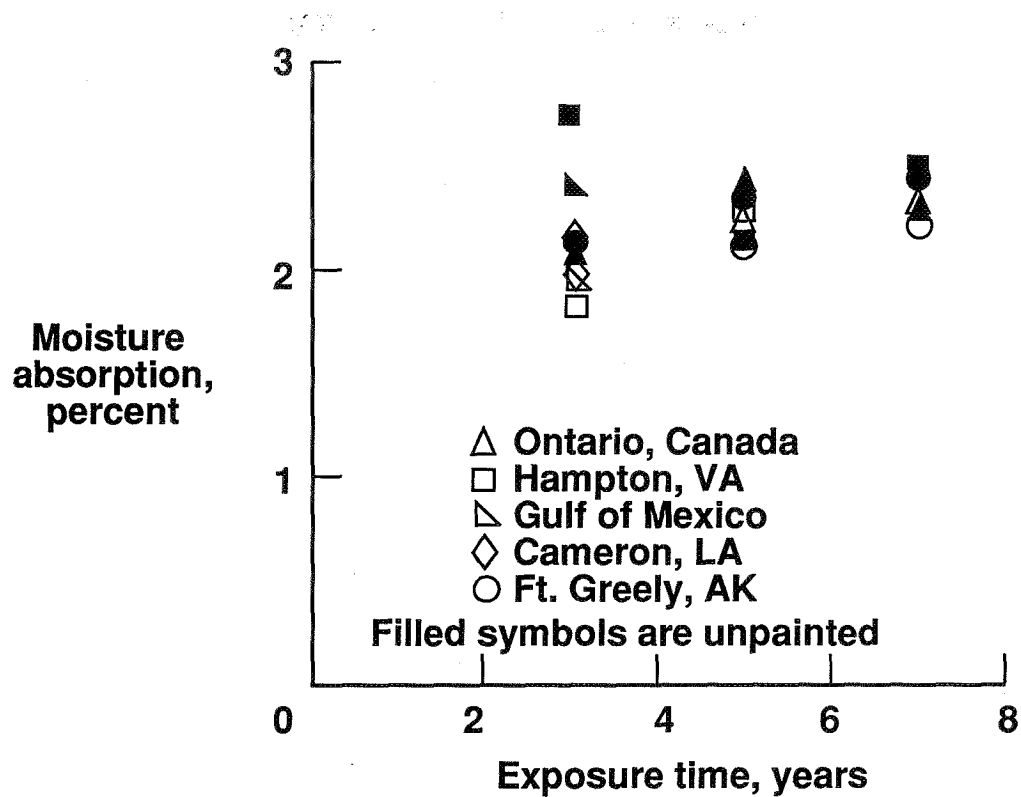 3
2
Moisture
absorption,
percent
1
Ontario, Canada
Hampton, VA
Gulf of Mexico
Cameron, LA
Ft. Greely, AK
Filled symbols are unpainted
0 2 4 6 8
Exposure time, years